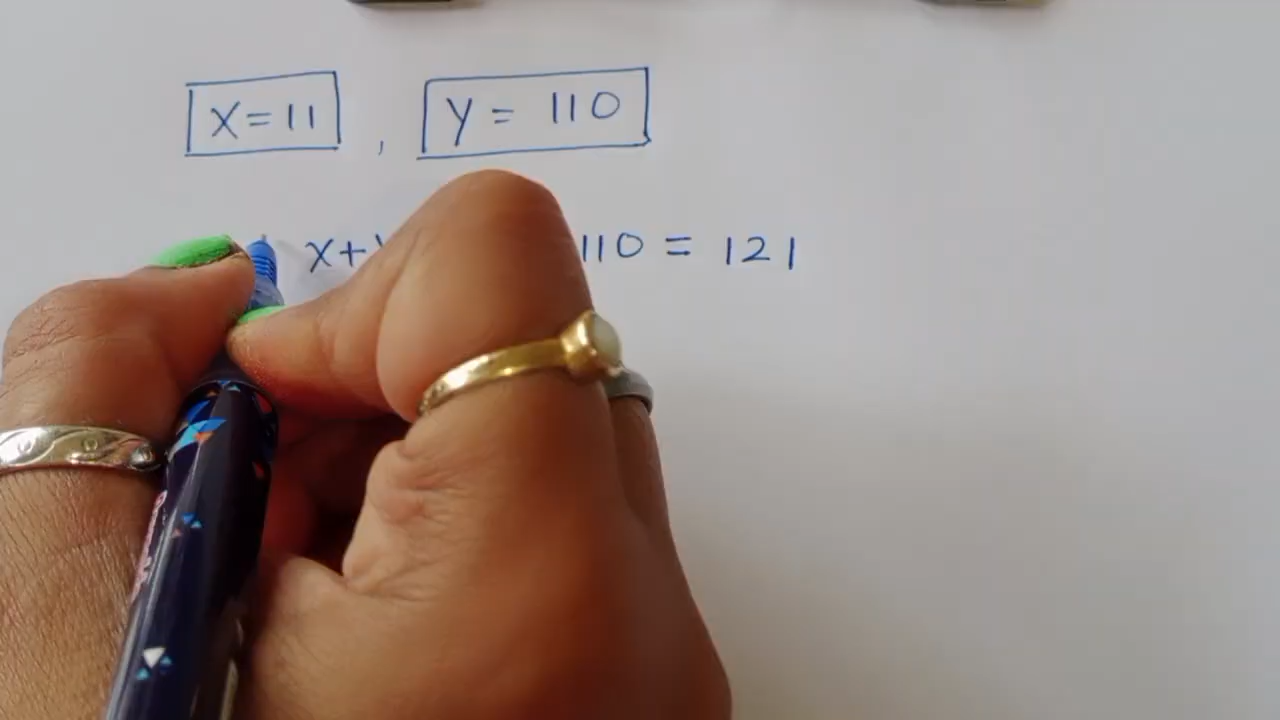 x=11 , y = 110
x+ 110 = 121